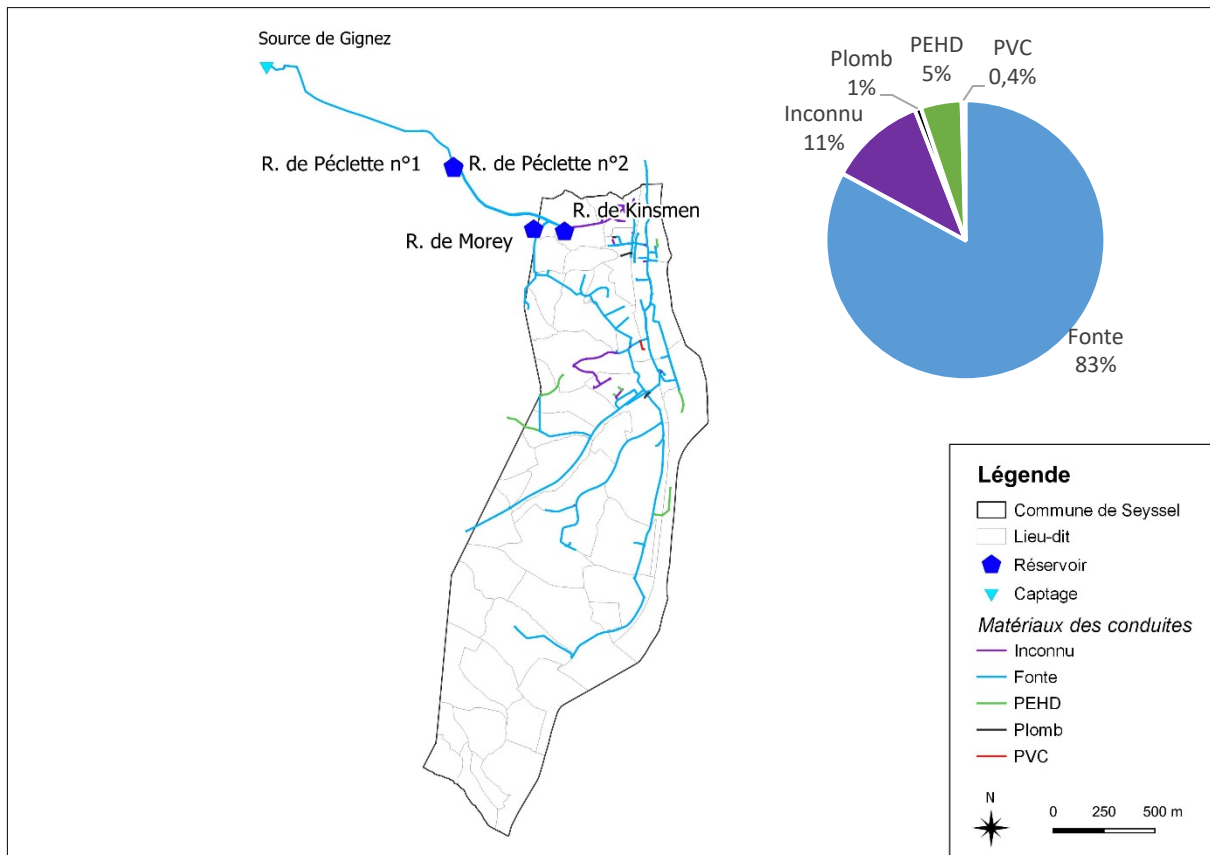 Source de Gignez
R. de Péclette n°1
R. de Péclette n°2
R. de Kinsmen
R. de Morey
PEHD
5%
PVC
0,4%
Plomb
1%
Inconnu
11%
Fonte
83%
Légende
Commune de Seyssel
Lieu-dit
Réservoir
Captage
Matériaux des conduites
Inconnu
Fonte
PEHD
Plomb
PVC
N
0 250 500 m